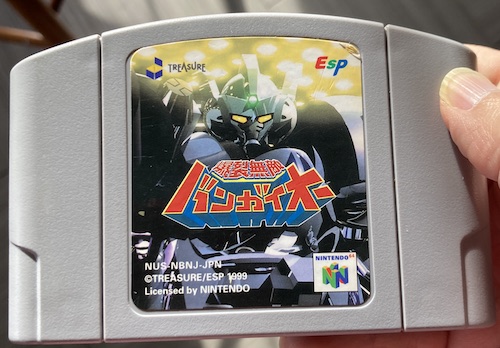 TREASURE
ESP
爆裂無敵
バンガイオー
NUS-NBNJ-JPN
©TREASURE/ESP 1999
Licensed by NINTENDO
NINTENDO 64